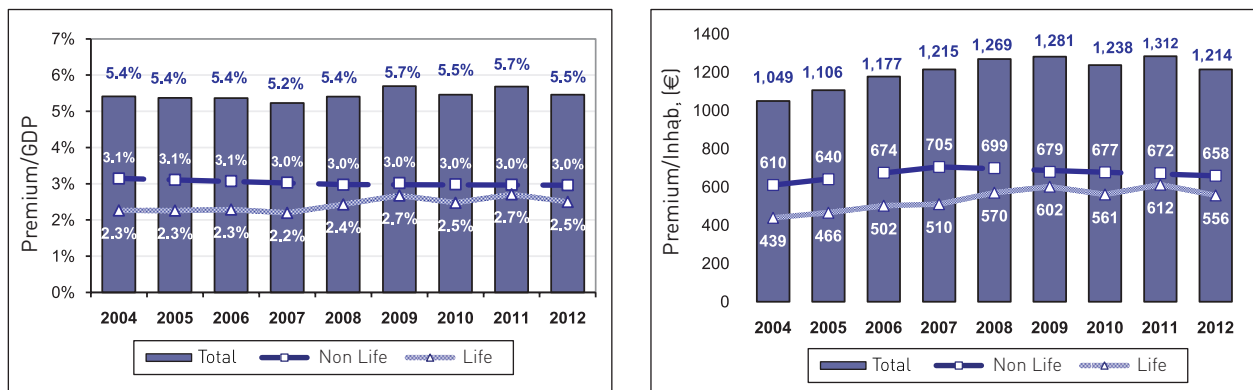 Premium/GDP
7%
6%
5%
4%
3%
2%
1%
0%
5.4% 5.4% 5.4% 5.2% 5.4% 5.7% 5.5% 5.7% 5.5%
3.1% 3.1% 3.1% 3.0% 3.0% 3.0% 3.0% 3.0% 3.0%
2.3% 2.3% 2.3% 2.2% 2.4% 2.7% 2.5% 2.7% 2.5%
2004 2005 2006 2007 2008 2009 2010 2011 2012
Total Non Life Life
Premium/Inhab, (€)
1400
1200
1000
800
600
400
200
0
1,049 1,106 1,177 1,215 1,269 1,281 1,238 1,312 1,214
610 640 674 705 699 679 677 672 658
439 466 502 510 570 602 561 612 556
2004 2005 2006 2007 2008 2009 2010 2011 2012
Total Non Life Life